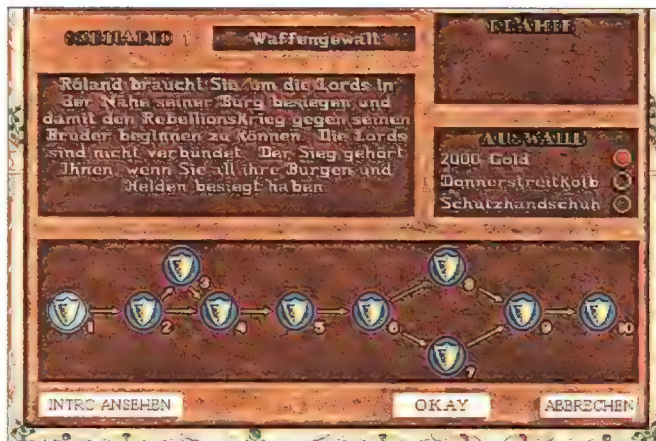 SZENARIO 1
Waffengewalt
Roland braucht Sie, um die Lords in
der Nähe seiner Burg besiegen und
damit den Rebellionskrieg gegen seinen
Bruder beginnen zu können. Die Lords
sind nicht verbündet. Der Sieg gehört
Ihnen, wenn Sie all ihre Burgen und
Helden besiegt haben.
AUSWAHL
2000 Gold
Donnerstreitkolb
Schutzhandschuh
1
2
3
4
5
6
7
8
9
10
INTRO ANSEHEN
OKAY
ABBRECHEN